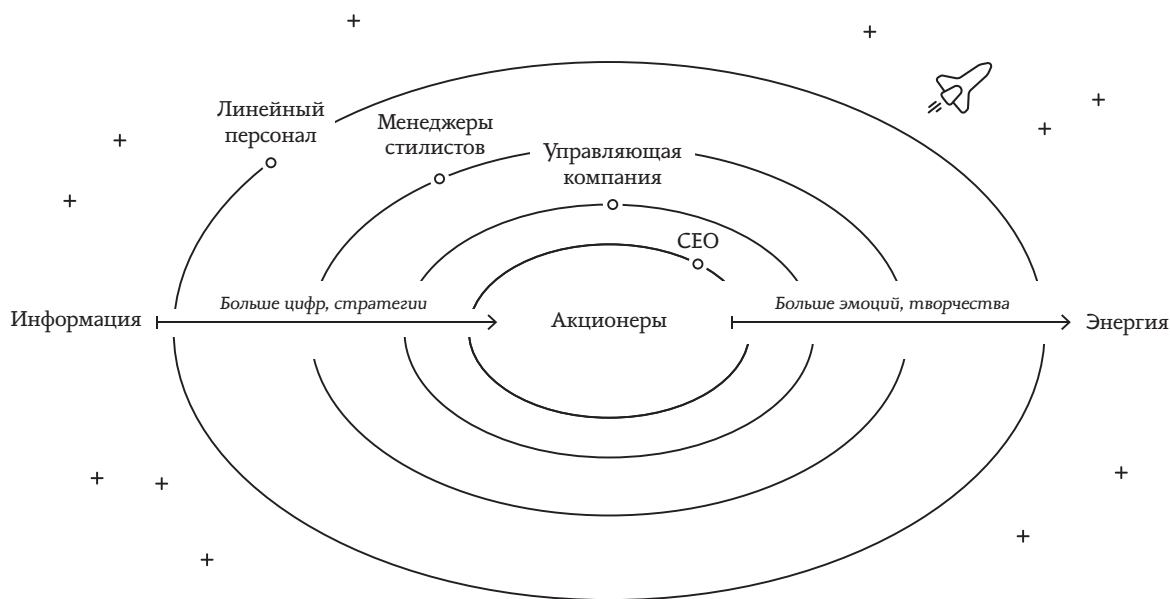 Линейный
персонал
Менеджеры
стилистов
Управляющая
компания
CEO
Больше цифр, стратегии
Больше эмоций, творчества
Информация
Акционеры
Энергия